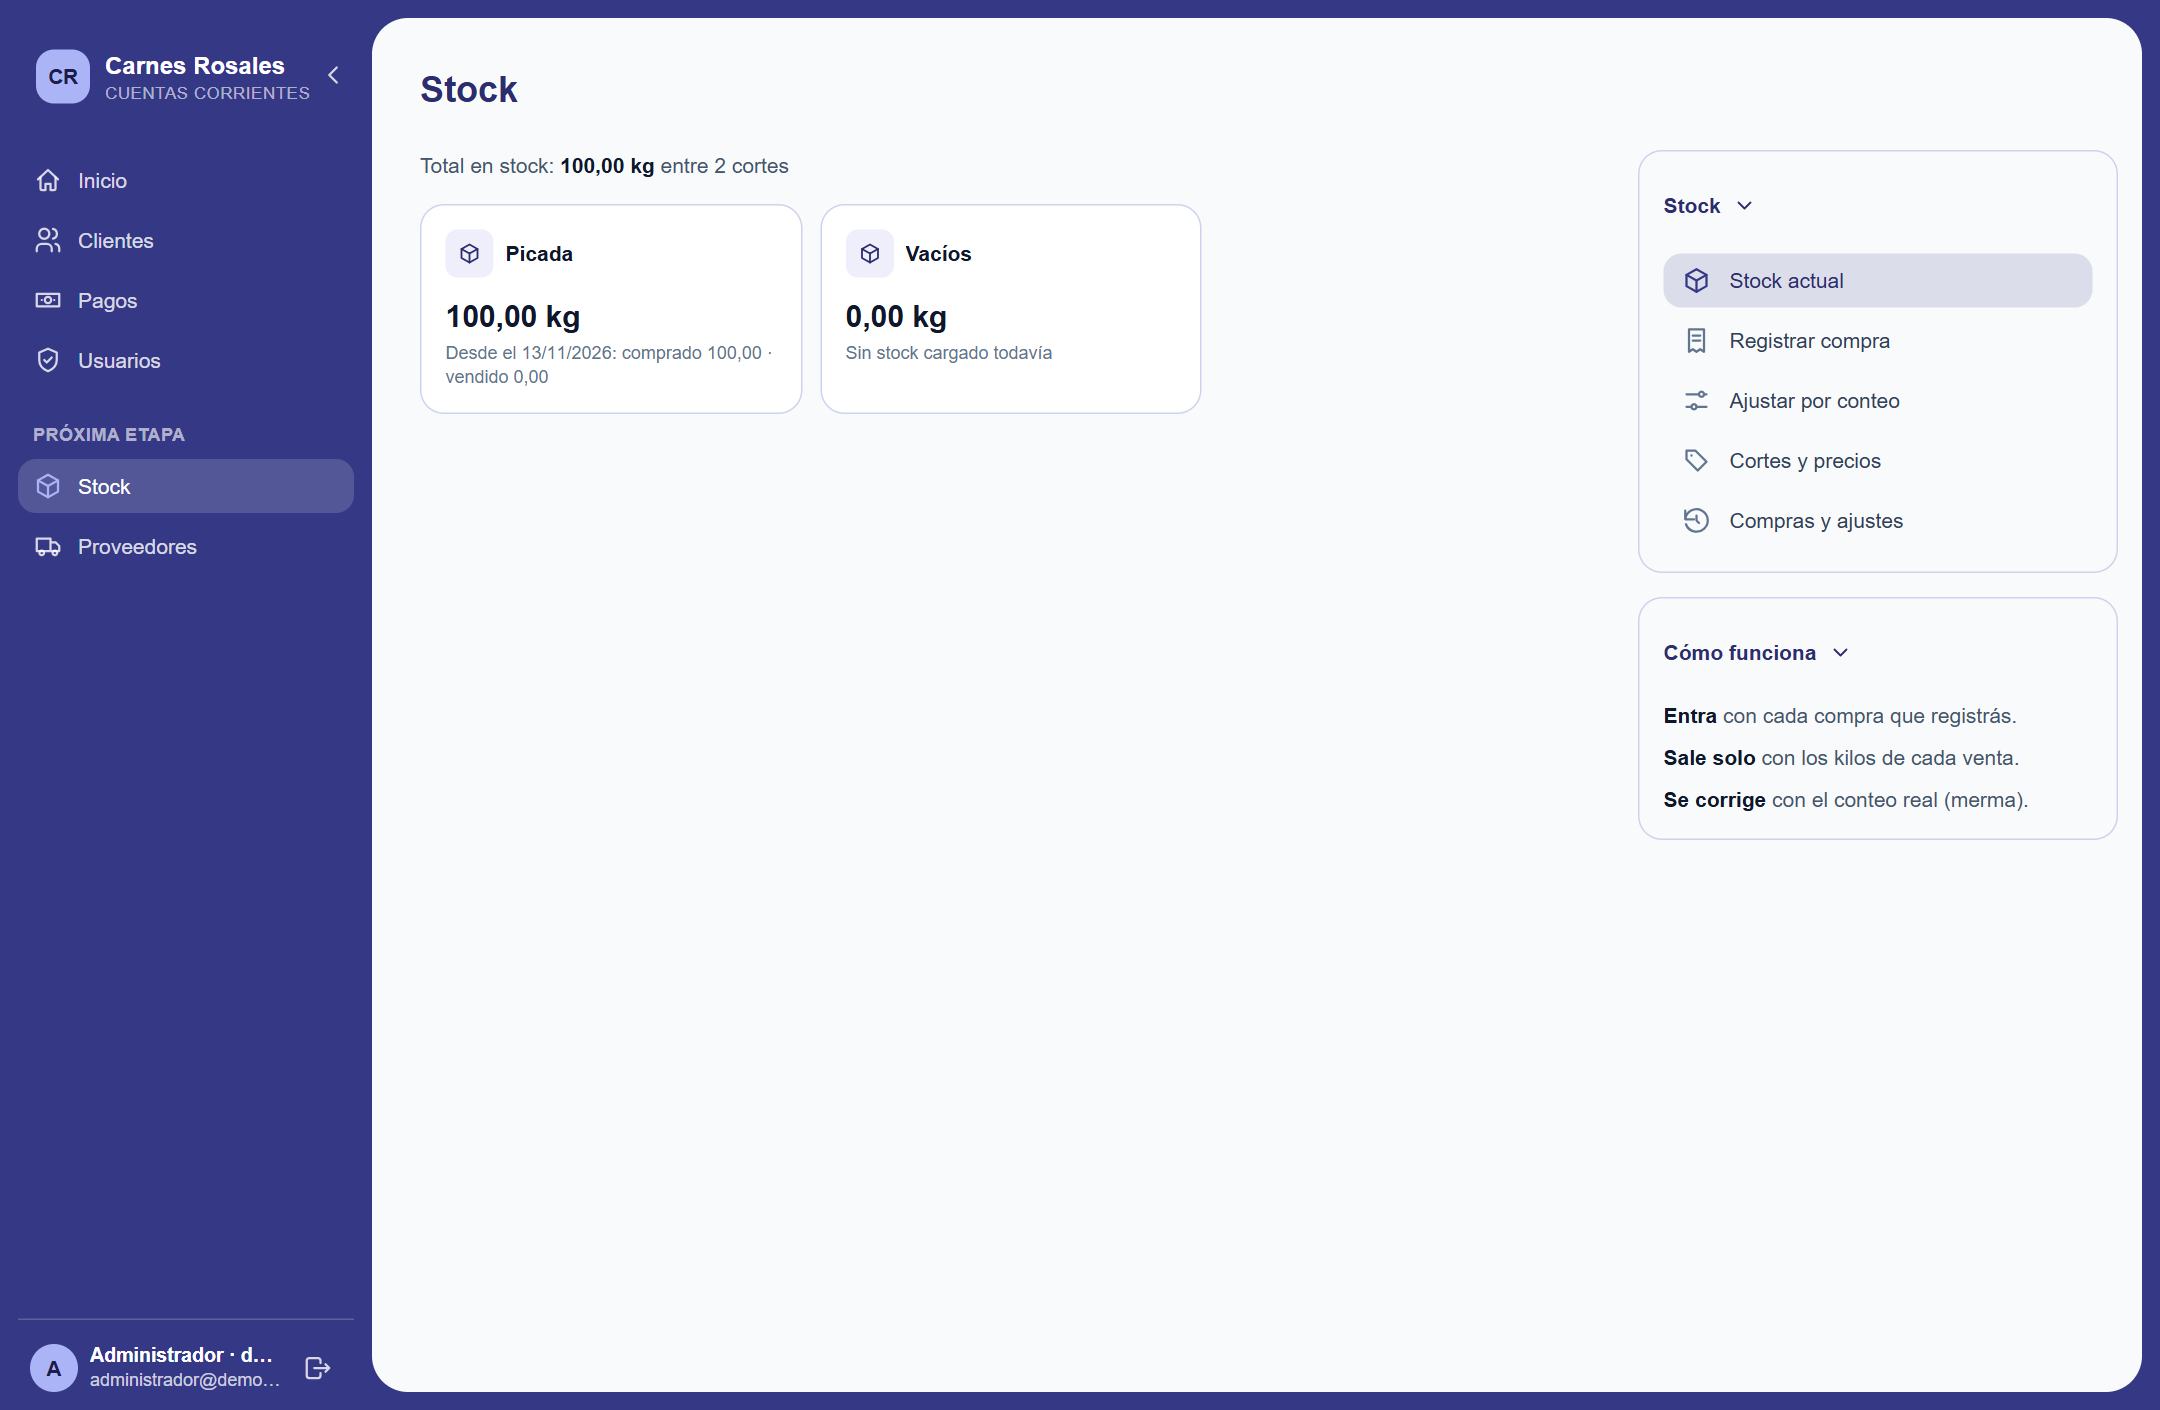 CR
Carnes Rosales
CUENTAS CORRIENTES
Inicio
Clientes
Pagos
Usuarios
PRÓXIMA ETAPA
Stock
Proveedores
Administrador · d...
administrador@demo...
A
Stock
Total en stock: 100,00 kg entre 2 cortes
Picada
100,00 kg
Desde el 13/11/2026: comprado 100,00 ·
vendido 0,00
Vacíos
0,00 kg
Sin stock cargado todavía
Stock
Stock actual
Registrar compra
Ajustar por conteo
Cortes y precios
Compras y ajustes
Cómo funciona
Entra con cada compra que registrás.
Sale solo con los kilos de cada venta.
Se corrige con el conteo real (merma).